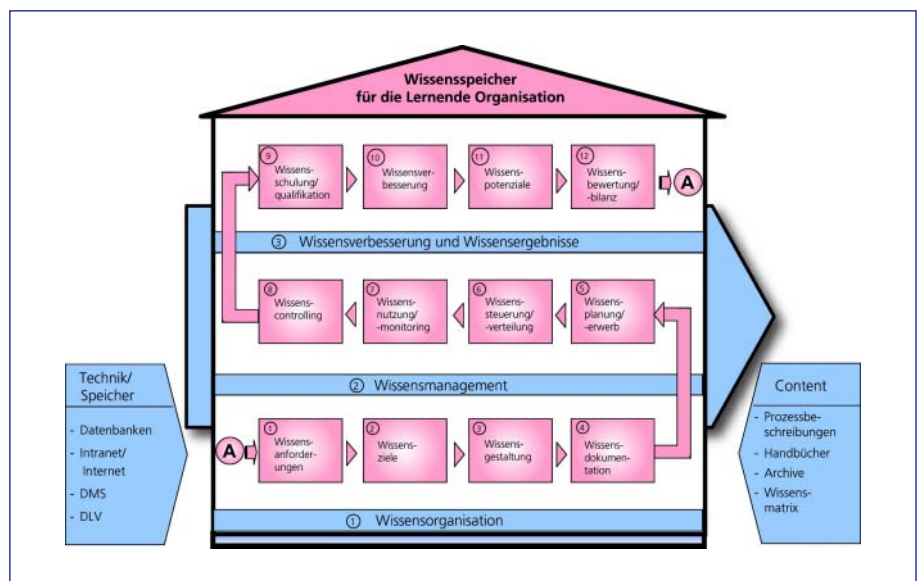 Wissensspeicher
für die Lernende Organisation
9
Wissens-
schulung/
qualifikation
10
Wissensver-
besserung
11
Wissens-
potenziale
12
Wissens-
bewertung/
-bilanz
A
3 Wissensverbesserung und Wissensergebnisse
8
Wissens-
controlling
7
Wissens-
nutzung/
-monitoring
6
Wissens-
steuerung/
-verteilung
5
Wissens-
planung/
-erwerb
2 Wissensmanagement
A
1
Wissens-
anforder-
ungen
2
Wissens-
ziele
3
Wissens-
gestaltung
4
Wissens-
dokumen-
tation
1 Wissensorganisation
Technik/
Speicher
- Datenbanken
- Intranet/
Internet
- DMS
- DLV
Content
- Prozessbe-
schreibungen
- Handbücher
- Archive
- Wissens-
matrix